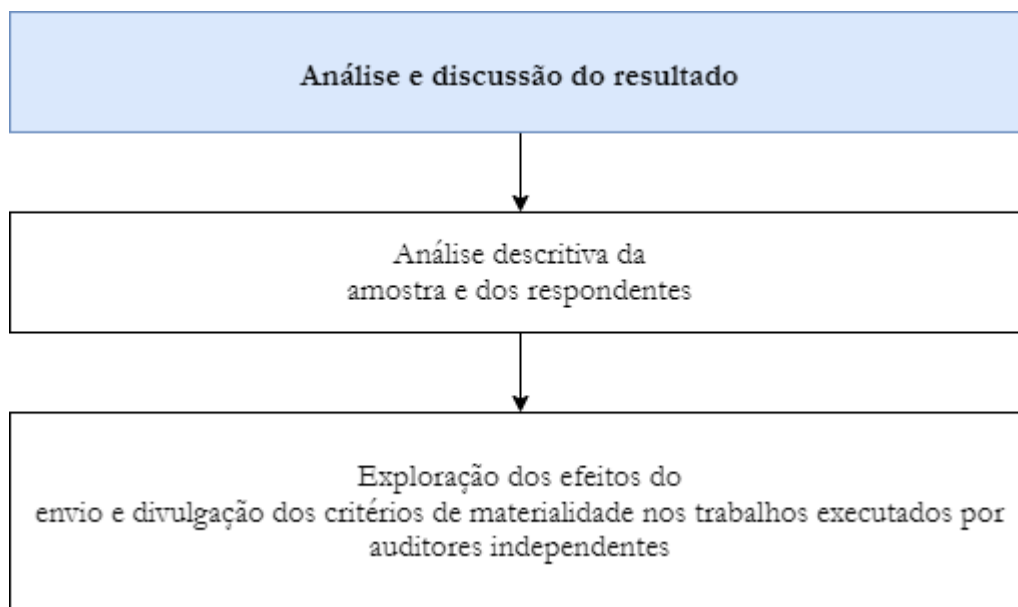 Análise e discussão do resultado
Análise descritiva da
amostra e dos respondentes
Exploração dos efeitos do
envio e divulgação dos critérios de materialidade nos trabalhos executados por
auditores independentes